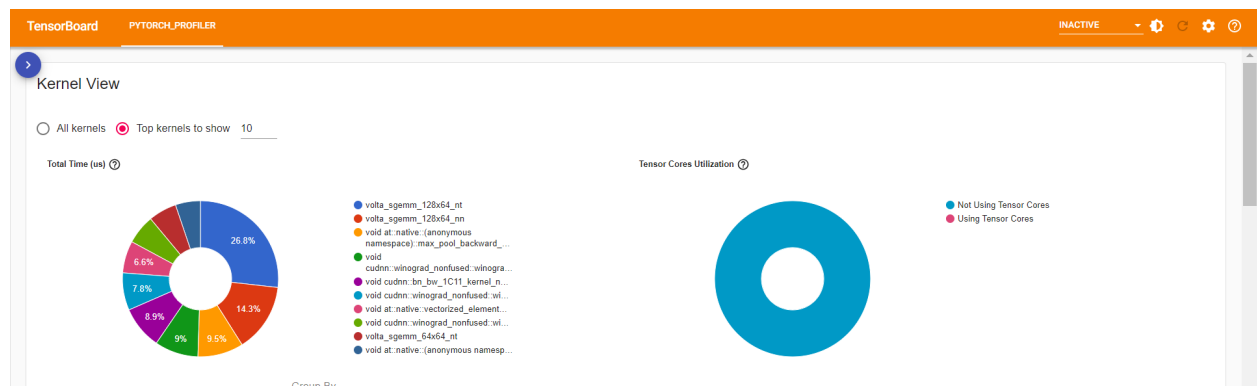 TensorBoard
PYTORCH_PROFILER
INACTIVE
Kernel View
All kernels
Top kernels to show 10
Total Time (us)
26.8%
14.3%
9.5%
9%
8.9%
7.8%
6.6%
volta_sgemm_128x64_nt
volta_sgemm_128x64_nn
void at::native::(anonymous
namespace)::max_pool_backward_...
void
cudnn::winograd_nonfused::winogra...
void cudnn::bn_bw_1C11_kernel_n...
void cudnn::winograd_nonfused::wi...
void at::native::vectorized_element...
void cudnn::winograd_nonfused::wi...
volta_sgemm_64x64_nt
void at::native::(anonymous namesp...
Tensor Cores Utilization
Not Using Tensor Cores
Using Tensor Cores
Group By